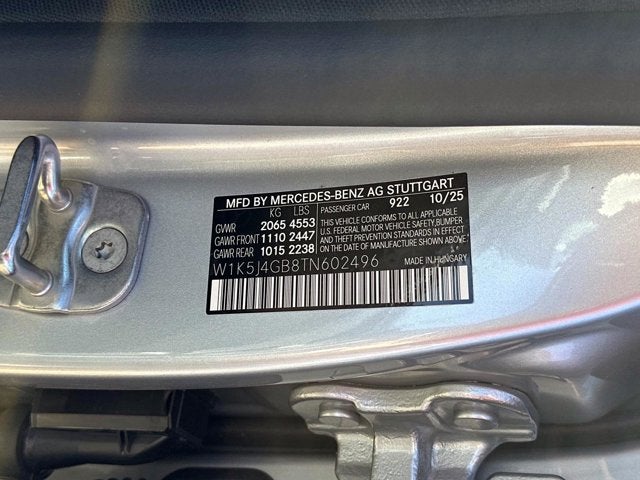 MFD BY MERCEDES-BENZ AG STUTTGART
KG LBS PASSENGER CAR 922 10/25
GVWR 2065 4553
GAWR FRONT 1110 2447
GAWR REAR 1015 2238
THIS VEHICLE CONFORMS TO ALL APPLICABLE
U.S. FEDERAL MOTOR VEHICLE SAFETY,BUMPER
AND THEFT PREVENTION STANDARDS IN EFFECT
ON THE DATE OF MANUFACTURE SHOWN ABOVE.
W1K5J4GB8TN602496 MADE IN:HUNGARY